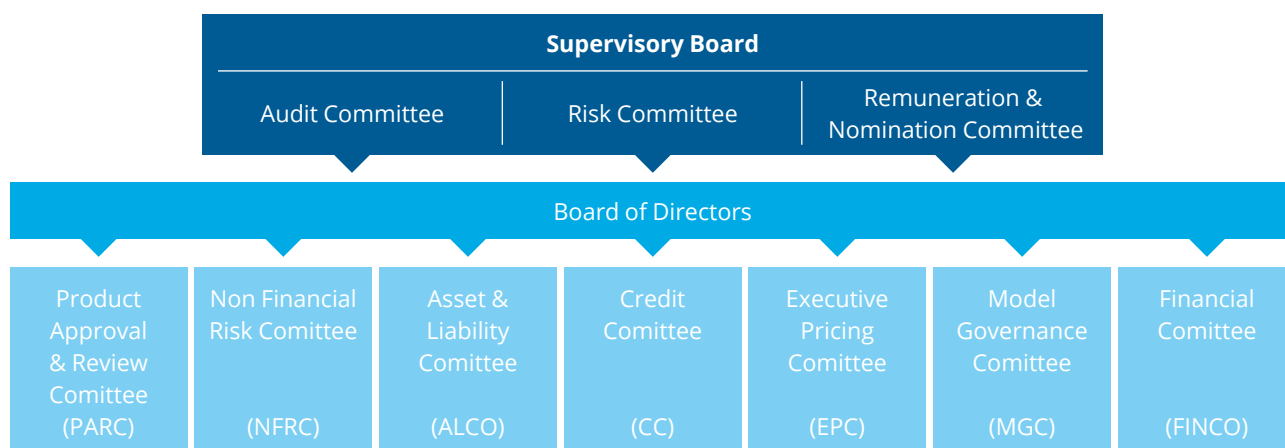 Supervisory Board
Audit Committee
Risk Committee
Remuneration &
Nomination Committee
Board of Directors
Product
Approval
& Review
Comittee
(PARC)
Non Financial
Risk Comittee
(NFRC)
Asset &
Liability
Comittee
(ALCO)
Credit
Comittee
(CC)
Executive
Pricing
Comittee
(EPC)
Model
Governance
Comittee
(MGC)
Financial
Comittee
(FINCO)